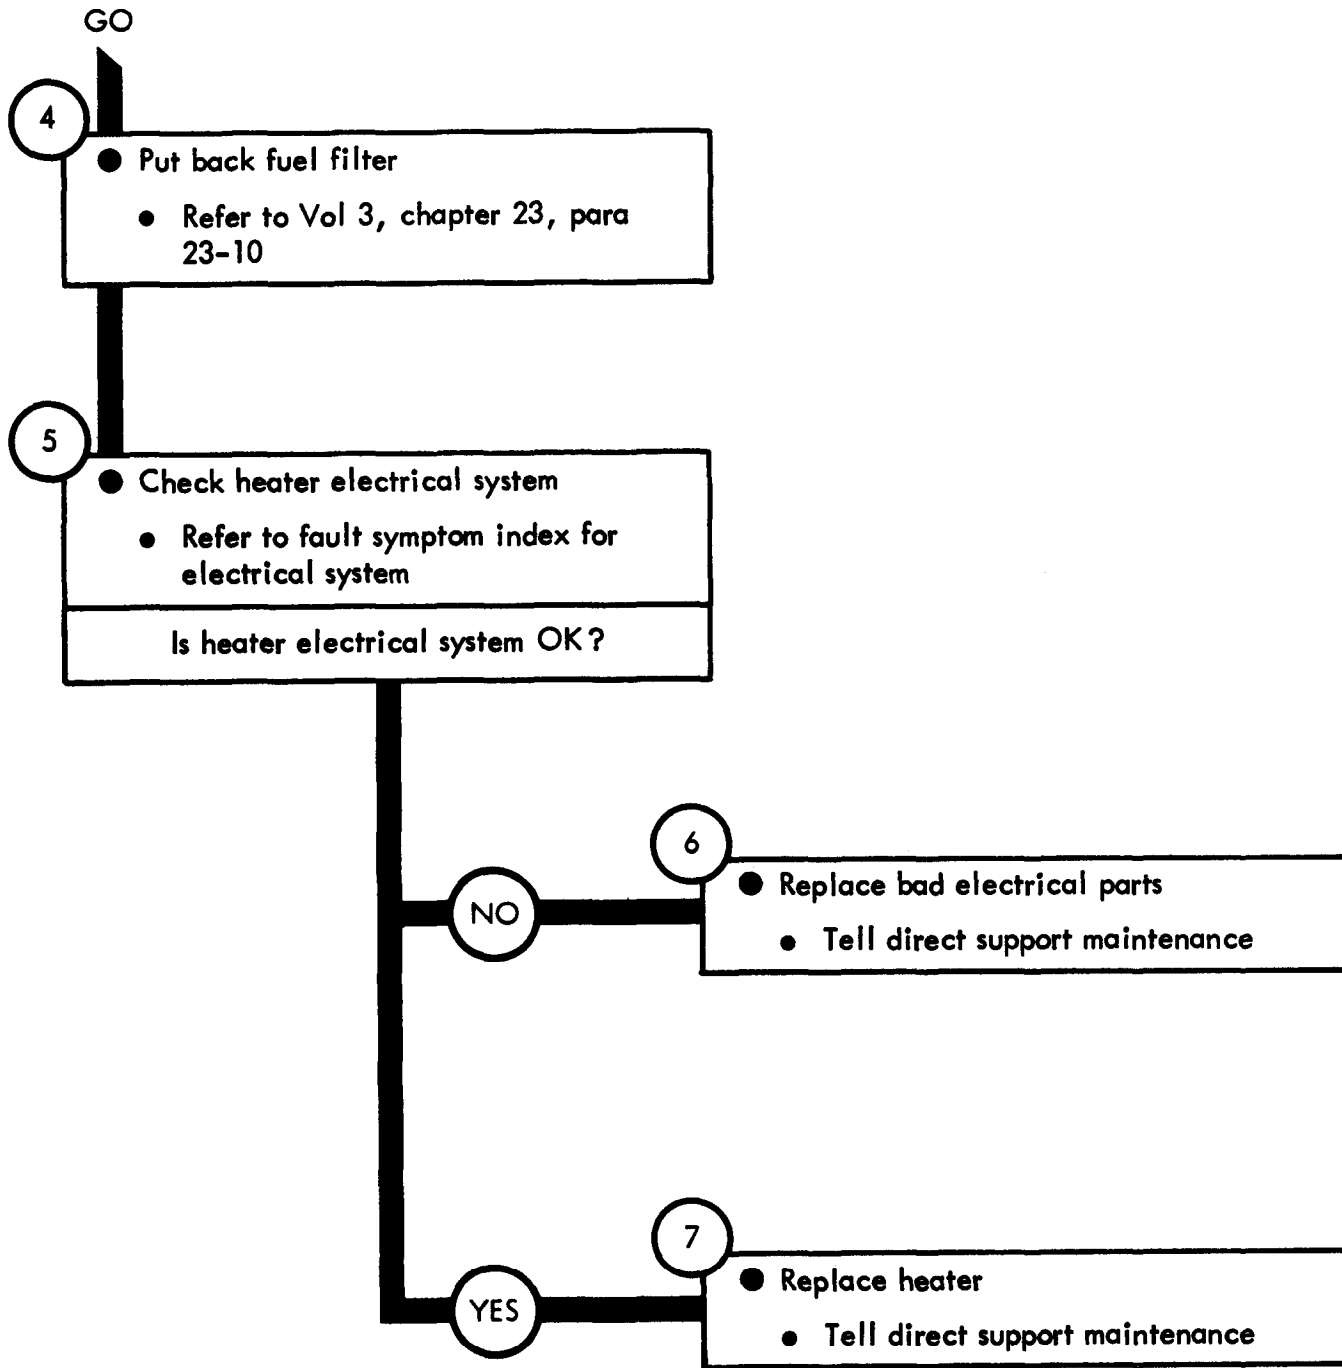 GO
4
● Put back fuel filter
● Refer to Vol 3, chapter 23, para
23-10
5
● Check heater electrical system
● Refer to fault symptom index for
electrical system
Is heater electrical system OK?
6
● Replace bad electrical parts
● Tell direct support maintenance
NO
7
● Replace heater
● Tell direct support maintenance
YES